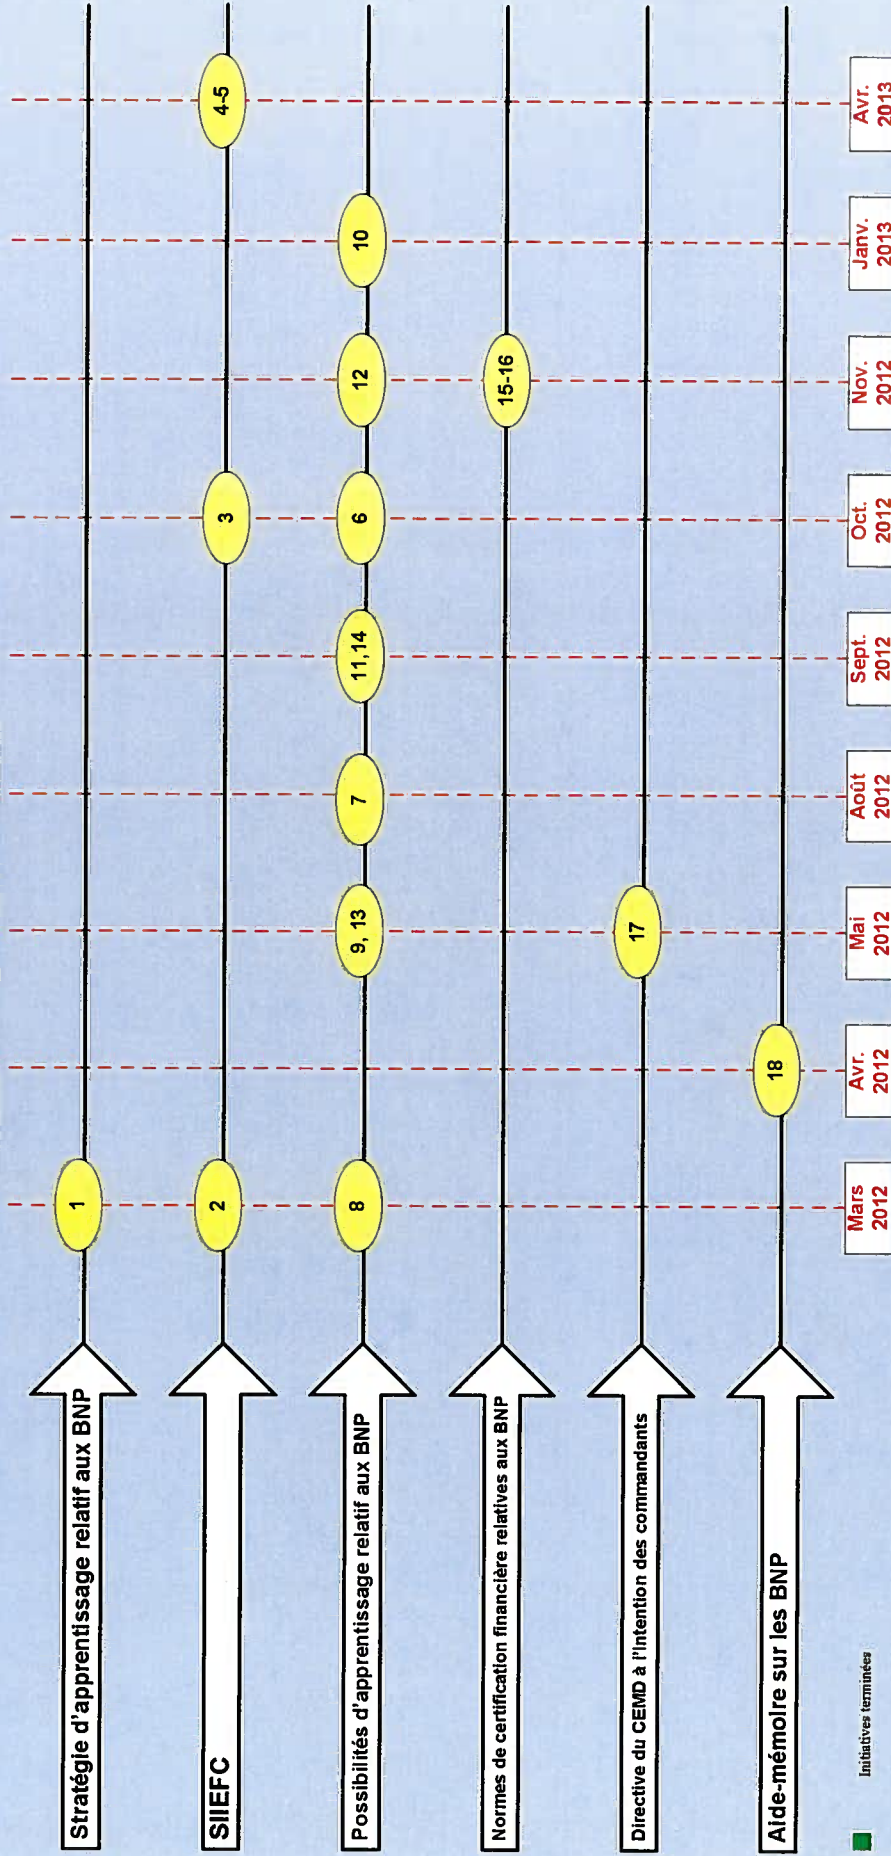 Stratégie d'apprentissage relatif aux BNP
1
SIIEFC
2
3
4-5
Possibilités d'apprentissage relatif aux BNP
8
9, 13
7
11,14
6
12
10
Normes de certification financière relatives aux BNP
15-16
Directive du CEMD à l'Intention des commandants
17
Aide-mémoire sur les BNP
18
Mars
2012
Avr.
2012
Mai
2012
Août
2012
Sept.
2012
Oct.
2012
Nov.
2012
Janv.
2013
Avr.
2013
Initiatives terminées